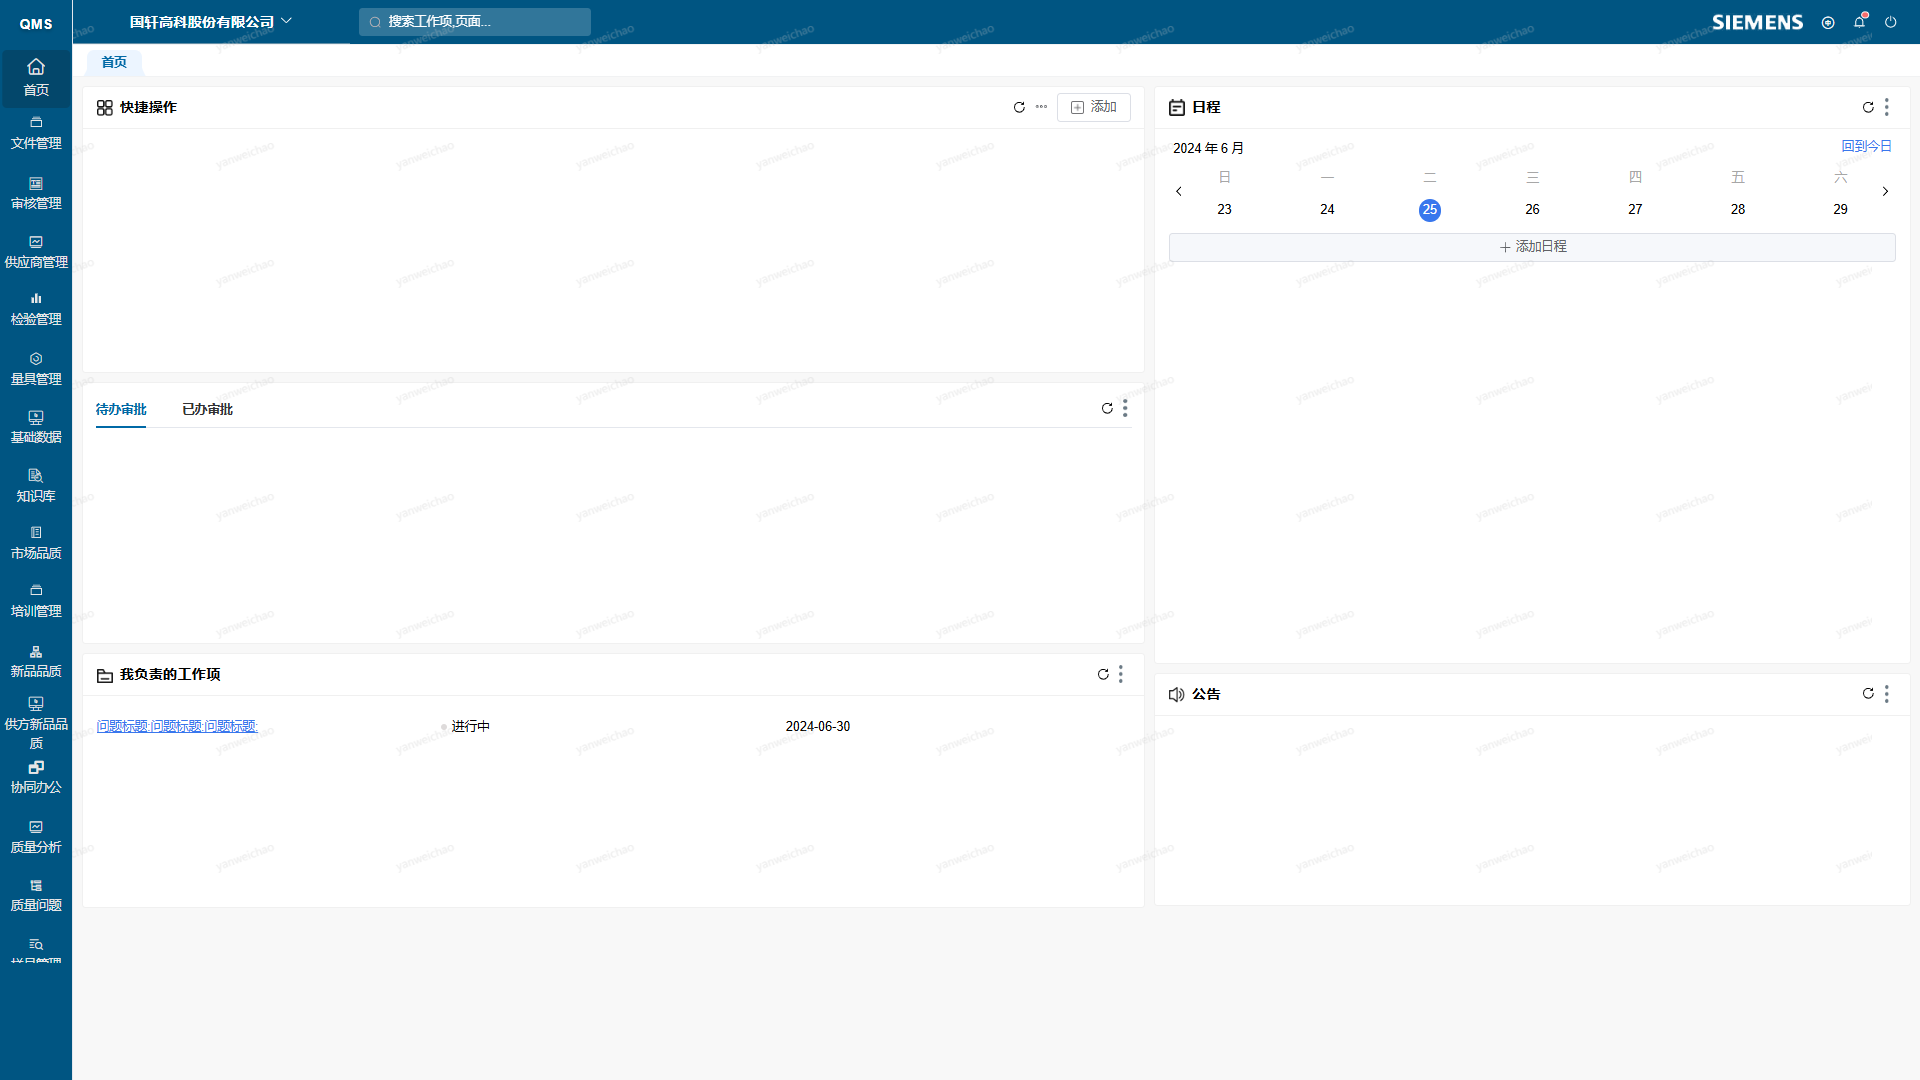 QMS
国轩高科股份有限公司
搜索工作项,页面...
SIEMENS
首页
文件管理
审核管理
供应商管理
检验管理
量具管理
基础数据
知识库
市场品质
培训管理
新品品质
供方新品品
质
协同办公
质量分析
质量问题
首页
快捷操作
添加
待办审批
已办审批
我负责的工作项
问题标题:问题标题:问题标题:
进行中
2024-06-30
日程
2024 年 6 月
回到今日
日 一 二 三 四 五 六
23 24 25 26 27 28 29
添加日程
公告
yanweichao